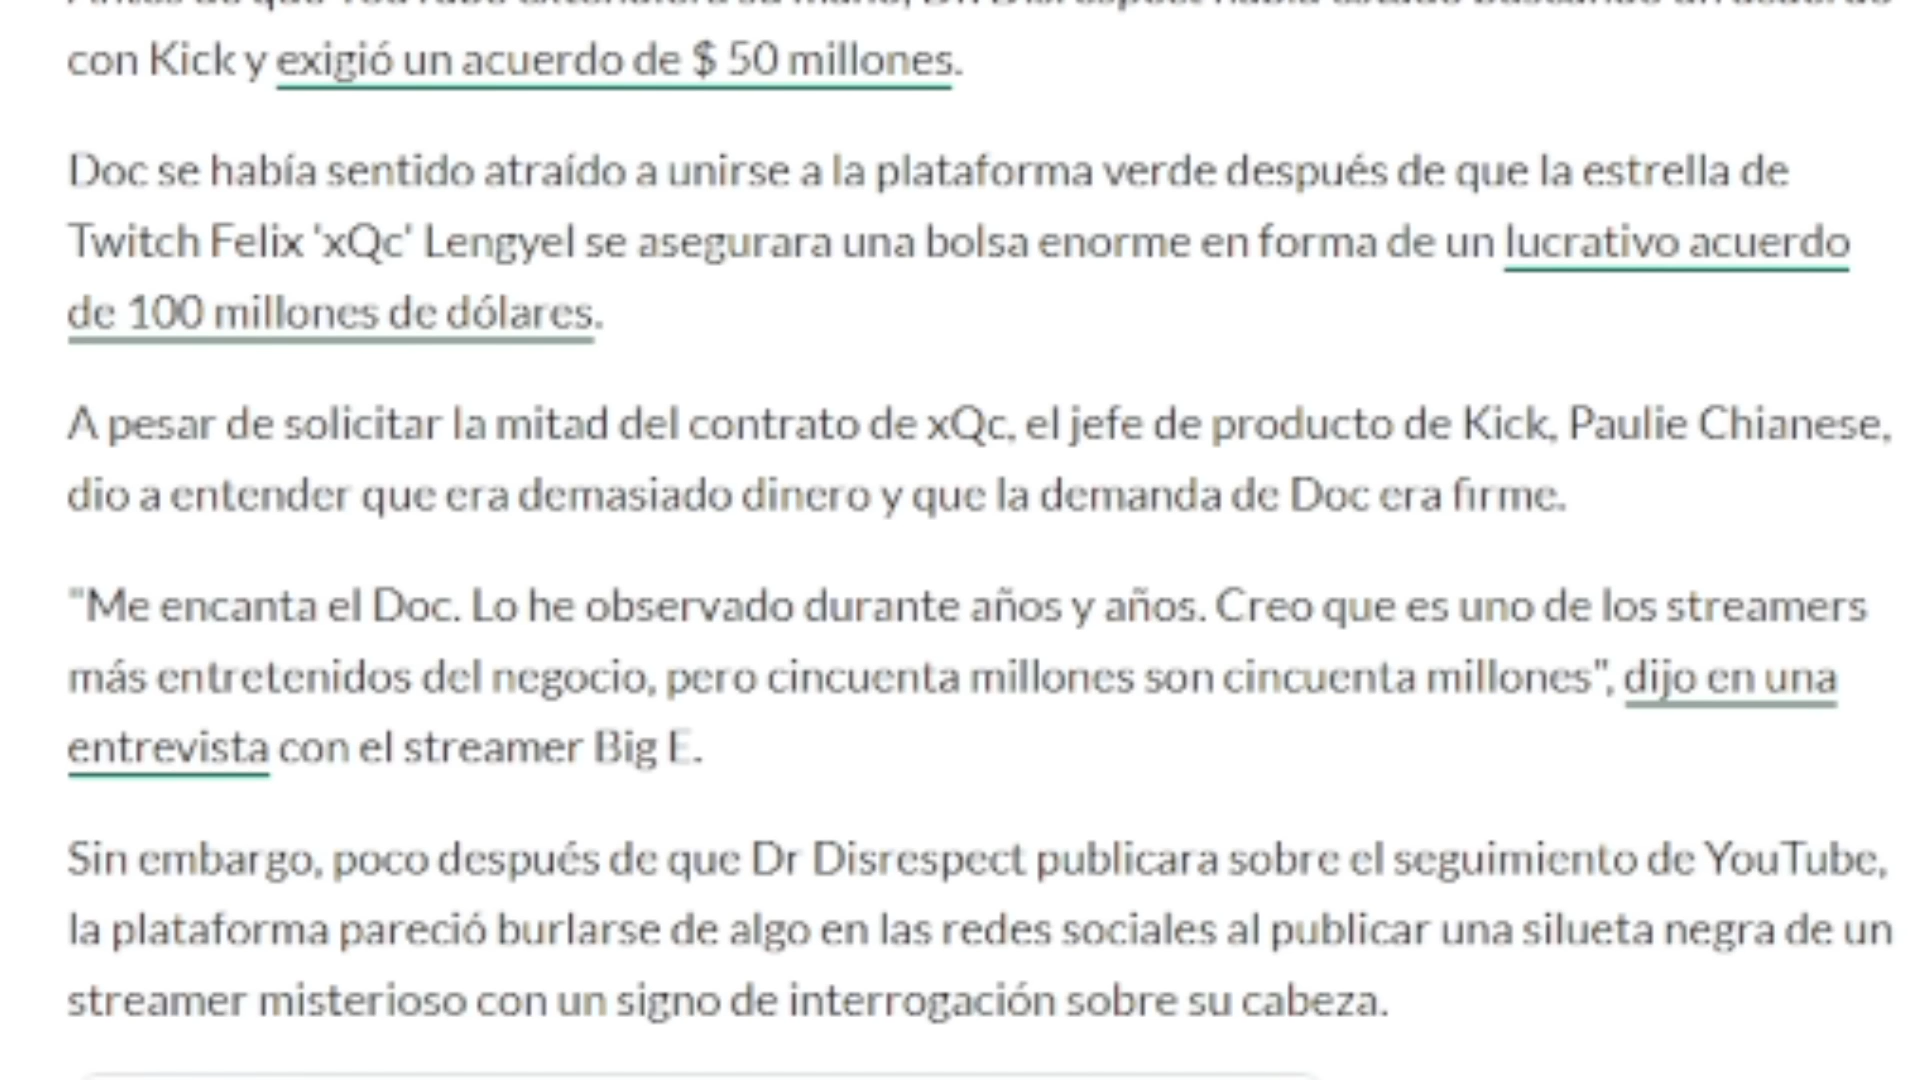 con Kick y exigió un acuerdo de $ 50 millones.
Doc se había sentido atraído a unirse a la plataforma verde después de que la estrella de
Twitch Felix 'xQc' Lengyel se asegurara una bolsa enorme en forma de un lucrativo acuerdo
de 100 millones de dólares.
A pesar de solicitar la mitad del contrato de xQc, el jefe de producto de Kick, Paulie Chianese,
dio a entender que era demasiado dinero y que la demanda de Doc era firme.
"Me encanta el Doc. Lo he observado durante años y años. Creo que es uno de los streamers
más entretenidos del negocio, pero cincuenta millones son cincuenta millones", dijo en una
entrevista con el streamer Big E.
Sin embargo, poco después de que Dr Disrespect publicara sobre el seguimiento de YouTube,
la plataforma pareció burlarse de algo en las redes sociales al publicar una silueta negra de un
streamer misterioso con un signo de interrogación sobre su cabeza.